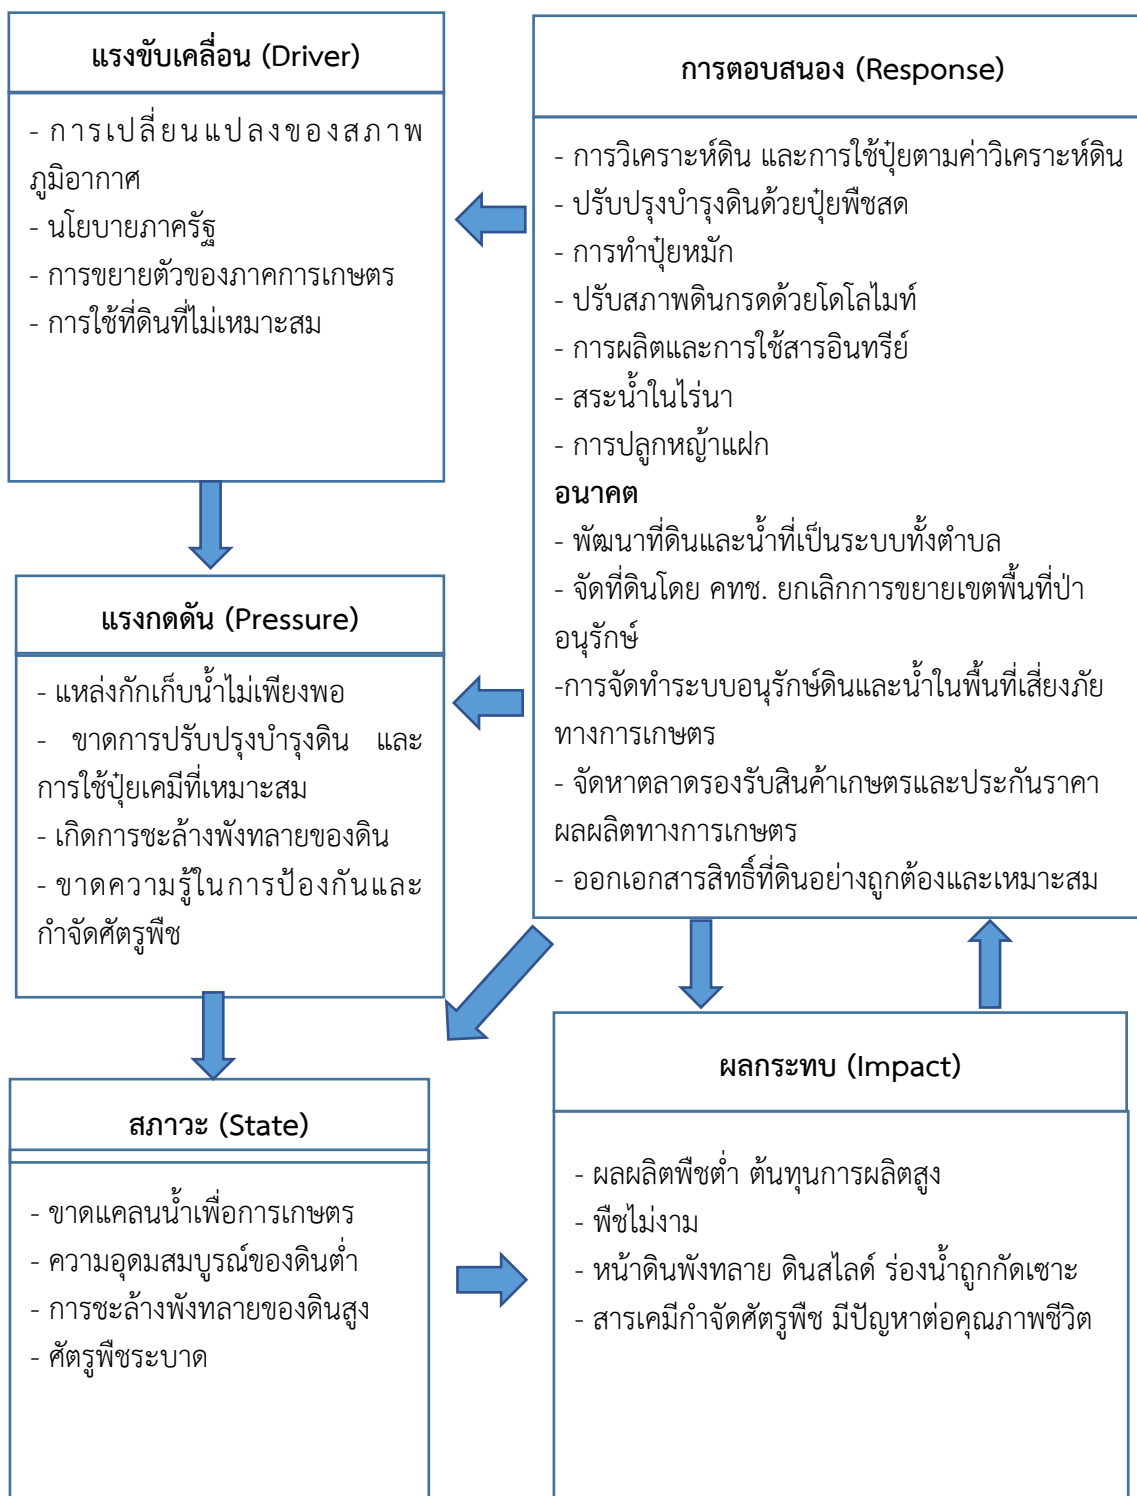 แรงขับเคลื่อน (Driver)
- การเปลี่ยนแปลงของสภาพ
ภูมิอากาศ
- นโยบายภาครัฐ
- การขยายตัวของภาคการเกษตร
- การใช้ที่ดินที่ไม่เหมาะสม
การตอบสนอง (Response)
- การวิเคราะห์ดิน และการใช้ปุ๋ยตามค่าวิเคราะห์ดิน
- ปรับปรุงบำรุงดินด้วยปุ๋ยพืชสด
- การทำปุ๋ยหมัก
- ปรับสภาพดินกรดด้วยโดโลไมท์
- การผลิตและการใช้สารอินทรีย์
- สระน้ำในไร่นา
- การปลูกหญ้าแฝก
อนาคต
- พัฒนาที่ดินและน้ำที่เป็นระบบทั้งตำบล
- จัดที่ดินโดย คทช. ยกเลิกการขยายเขตพื้นที่ป่า
อนุรักษ์
-การจัดทำระบบอนุรักษ์ดินและน้ำในพื้นที่เสี่ยงภัย
ทางการเกษตร
- จัดหาตลาดรองรับสินค้าเกษตรและประกันราคา
ผลผลิตทางการเกษตร
- ออกเอกสารสิทธิ์ที่ดินอย่างถูกต้องและเหมาะสม
แรงกดดัน (Pressure)
- แหล่งกักเก็บน้ำไม่เพียงพอ
- ขาดการปรับปรุงบำรุงดิน และ
การใช้ปุ๋ยเคมีที่เหมาะสม
- เกิดการชะล้างพังทลายของดิน
- ขาดความรู้ในการป้องกันและ
กำจัดศัตรูพืช
สภาวะ (State)
- ขาดแคลนน้ำเพื่อการเกษตร
- ความอุดมสมบูรณ์ของดินต่ำ
- การชะล้างพังทลายของดินสูง
- ศัตรูพืชระบาด
ผลกระทบ (Impact)
- ผลผลิตพืชต่ำ ต้นทุนการผลิตสูง
- พืชไม่งาม
- หน้าดินพังทลาย ดินสไลด์ ร่องน้ำถูกกัดเซาะ
- สารเคมีกำจัดศัตรูพืช มีปัญหาต่อคุณภาพชีวิต